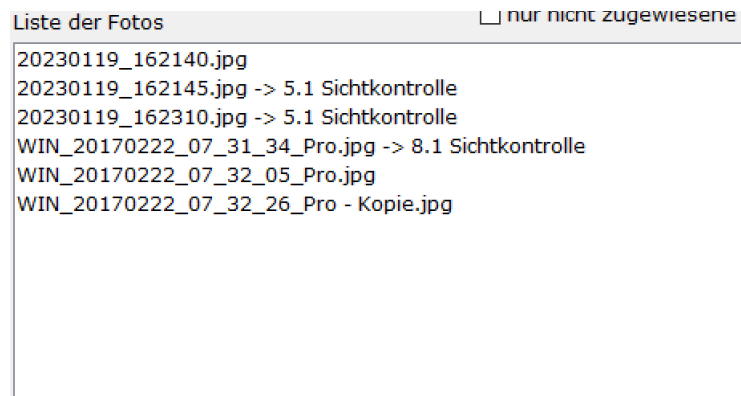 Liste der Fotos
nur nicht zugewiesene
20230119_162140.jpg
20230119_162145.jpg -> 5.1 Sichtkontrolle
20230119_162310.jpg -> 5.1 Sichtkontrolle
WIN_20170222_07_31_34_Pro.jpg -> 8.1 Sichtkontrolle
WIN_20170222_07_32_05_Pro.jpg
WIN_20170222_07_32_26_Pro - Kopie.jpg